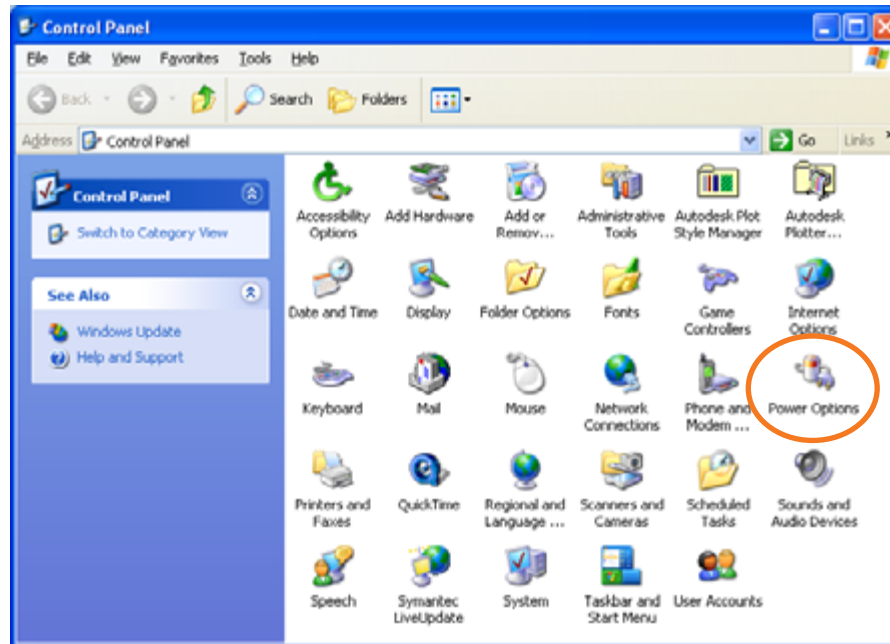 Control Panel
File Edit View Favorites Tools Help
Back Search Folders
Address Control Panel Go Links
Control Panel
Switch to Category View
See Also
Windows Update
Help and Support
Accessibility Options
Add Hardware
Add or Remov...
Administrative Tools
Autodesk Plot Style Manager
Autodesk Plotter...
Date and Time
Display
Folder Options
Fonts
Game Controllers
Internet Options
Keyboard
Mail
Mouse
Network Connections
Phone and Modem ...
Power Options
Printers and Faxes
QuickTime
Regional and Language ...
Scanners and Cameras
Scheduled Tasks
Sounds and Audio Devices
Speech
Symantec LiveUpdate
System
Taskbar and Start Menu
User Accounts